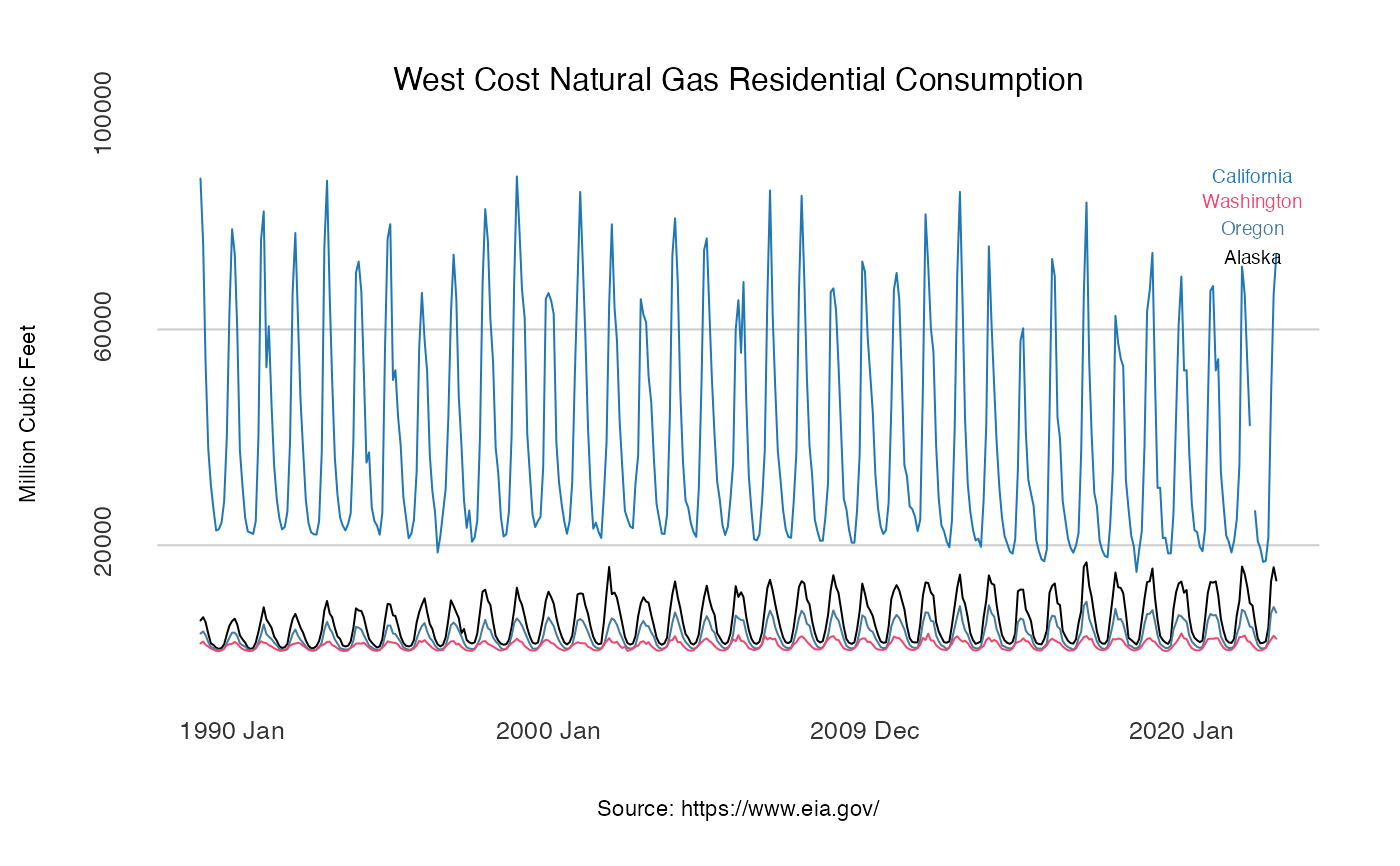 West Cost Natural Gas Residential Consumption
100000
60000
20000
Million Cubic Feet
California
Washington
Oregon
Alaska
1990 Jan
2000 Jan
2009 Dec
2020 Jan
Source: https://www.eia.gov/